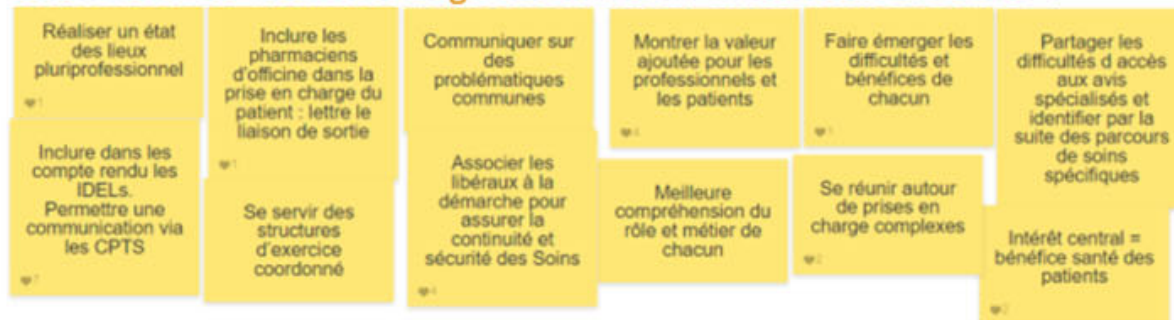 Réaliser un état
des lieux
pluriprofessionnel
1
Inclure les
pharmaciens
d'officine dans la
prise en charge du
patient : lettre le
liaison de sortie
1
Communiquer sur
des
problématiques
communes
Montrer la valeur
ajoutée pour les
professionnels et
les patients
4
Faire émerger les
difficultés et
bénéfices de
chacun
Partager les
difficultés d accès
aux avis
spécialisés et
identifier par la
suite des parcours
de soins
spécifiques
Inclure dans les
compte rendu les
IDELs.
Permettre une
communication via
les CPTS
Se servir des
structures
d'exercice
coordonné
Associer les
libéraux à la
démarche pour
assurer la
continuité et
sécurité des Soins
4
Meilleure
compréhension du
rôle et métier de
chacun
Se réunir autour
de prises en
charge complexes
2
Intérêt central =
bénéfice santé des
patients
2